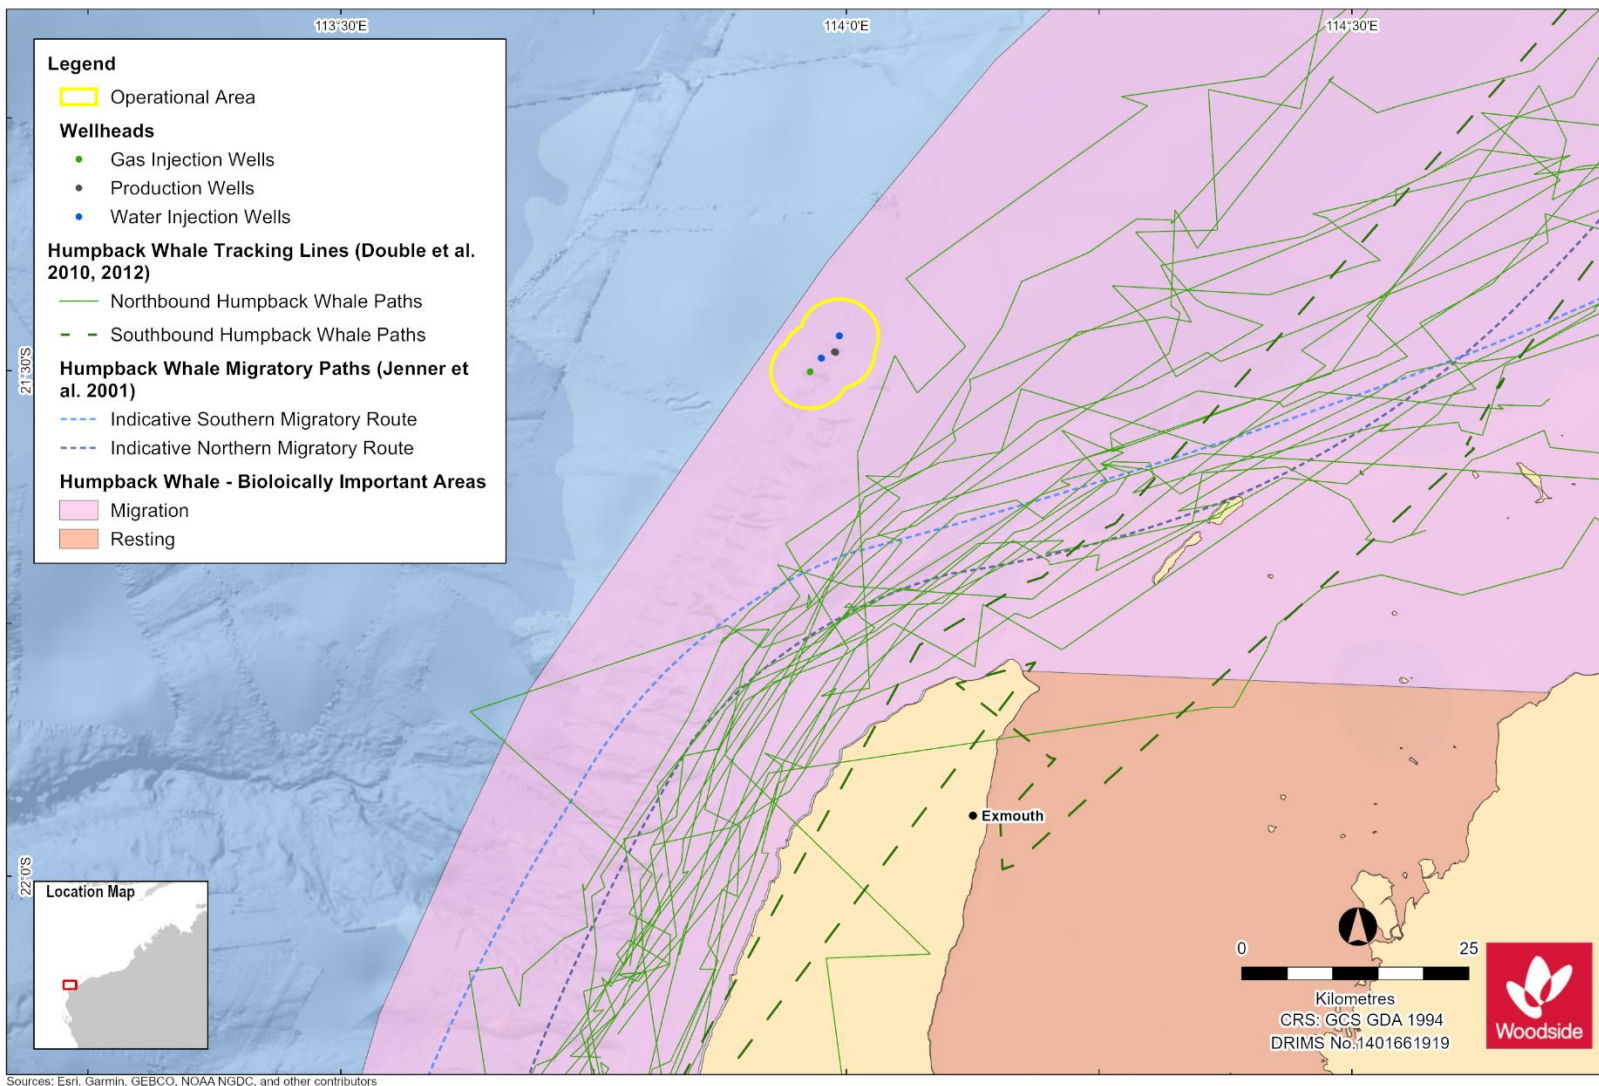 113°30'E
114°0'E
114°30'E
Legend
Operational Area
Wellheads
Gas Injection Wells
Production Wells
Water Injection Wells
Humpback Whale Tracking Lines (Double et al.
2010, 2012)
Northbound Humpback Whale Paths
Southbound Humpback Whale Paths
Humpback Whale Migratory Paths (Jenner et
al. 2001)
Indicative Southern Migratory Route
Indicative Northern Migratory Route
Humpback Whale - Bioloically Important Areas
Migration
Resting
21°30'S
22°0'S
Exmouth
Location Map
0
25
Kilometres
CRS: GCS GDA 1994
DRIMS No.1401661919
Woodside
Sources: Esri, Garmin, GEBCO, NOAA NGDC, and other contributors